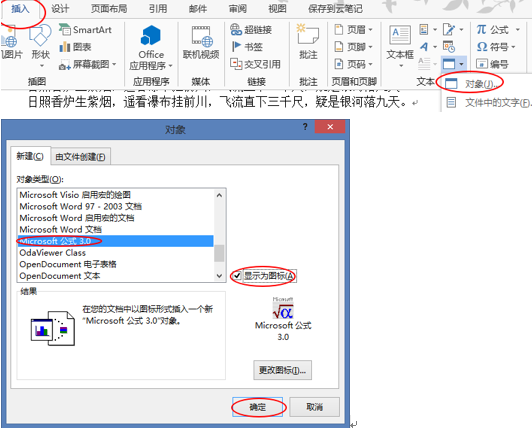 插入 设计 页面布局 引用 邮件 审阅 视图 保存到云笔记
SmartArt 超链接 页眉 π 公式
图表 书签 页脚 Ω 符号
图片 形状 屏幕截图 Office 应用程序 联机视频 交叉引用 批注 页码 文本框 编号
插图 应用程序 媒体 链接 批注 页眉和页脚 文本
对象(J)...
文件中的文字(F)
日照香炉生紫烟，遥看瀑布挂前川，飞流直下三千尺，疑是银河落九天。
对象 ? ×
新建(C) 由文件创建(F)
对象类型(O):
Microsoft Visio 启用宏的绘图
Microsoft Word 97 - 2003 文档
Microsoft Word 启用宏的文档
Microsoft Word 文档
Microsoft 公式 3.0
OdaViewer Class
OpenDocument 电子表格
OpenDocument 文本
显示为图标(A)
结果
在您的文档中以图标形式插入一个新
"Microsoft 公式 3.0"对象。
Microsoft
√α
Microsoft 公式
3.0
更改图标(I)...
确定 取消